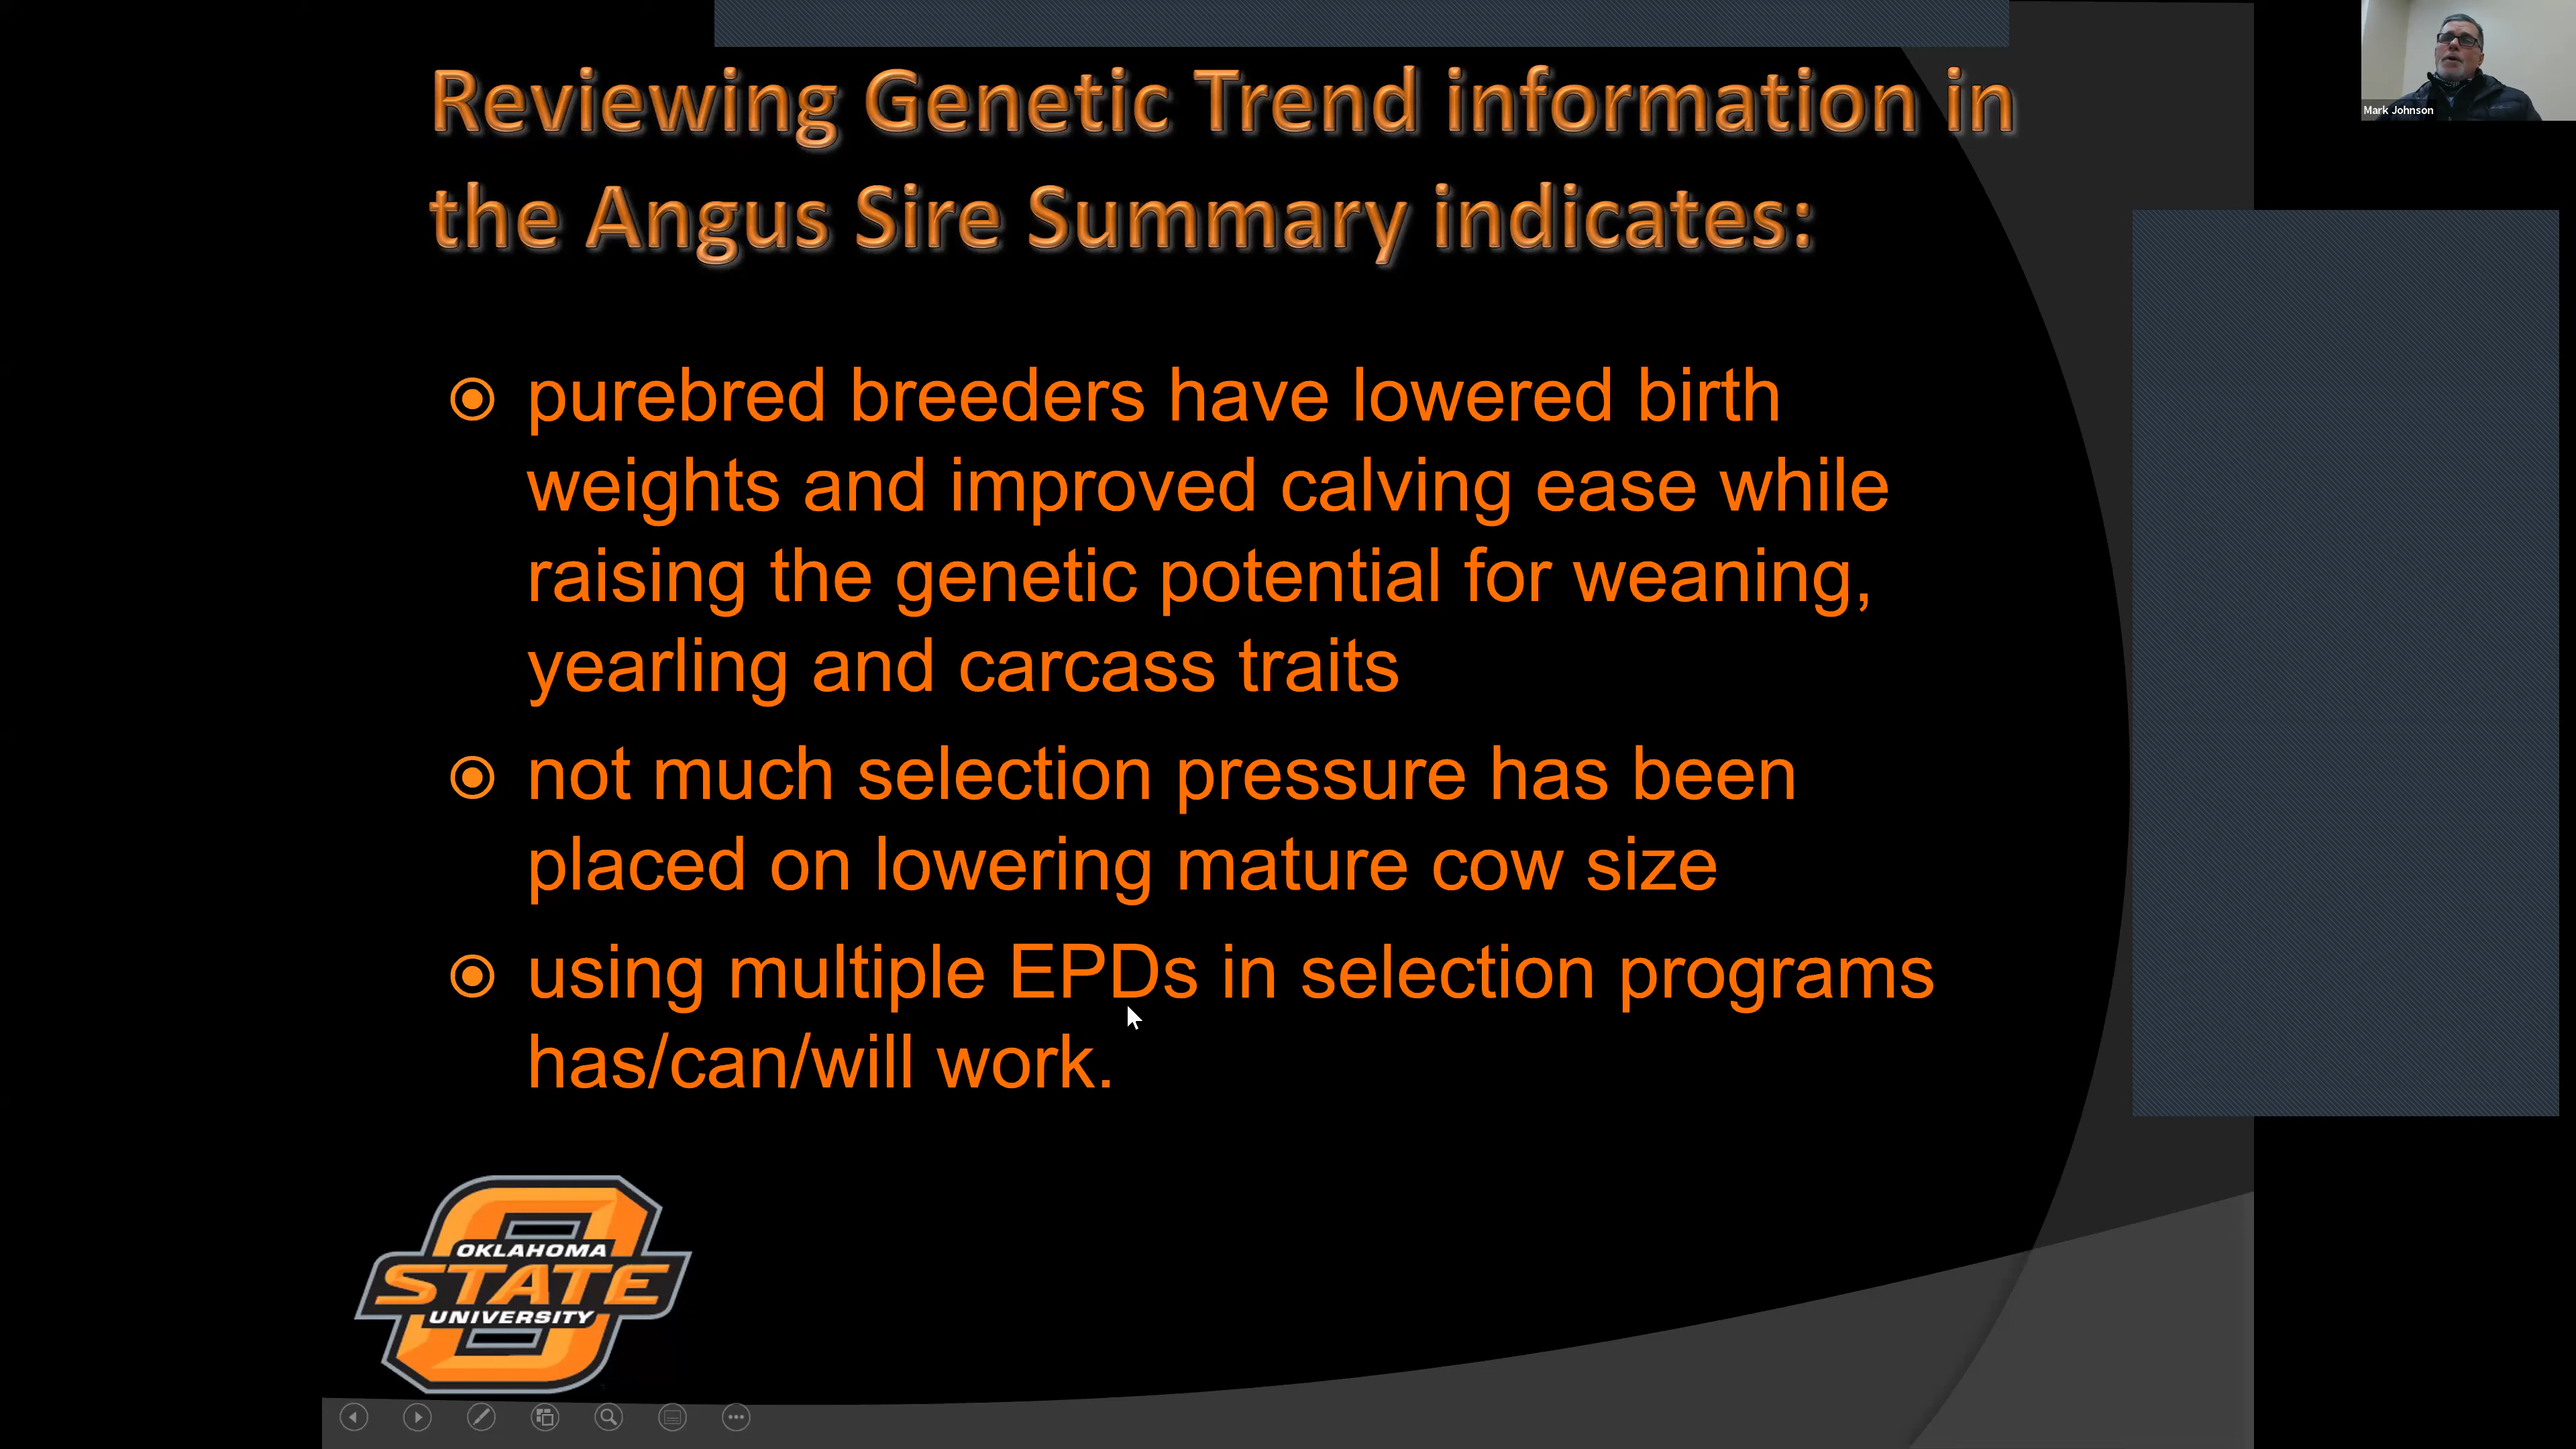 Reviewing Genetic Trend information in
the Angus Sire Summary indicates:
purebred breeders have lowered birth
weights and improved calving ease while
raising the genetic potential for weaning,
yearling and carcass traits
not much selection pressure has been
placed on lowering mature cow size
using multiple EPDs in selection programs
has/can/will work.
OKLAHOMA
STATE
UNIVERSITY
Mark Johnson